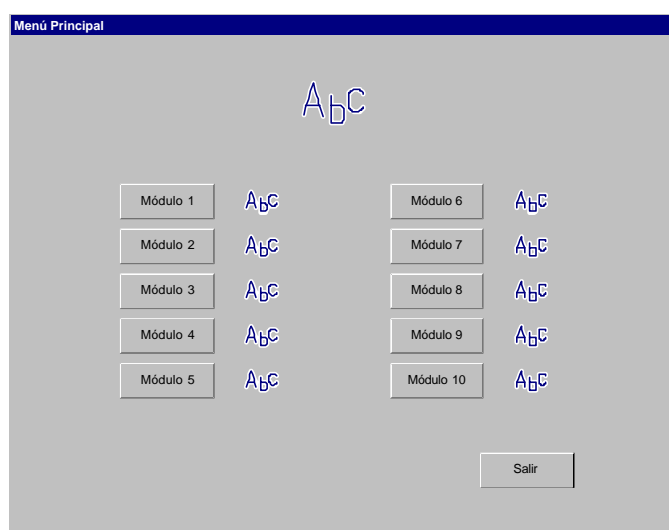 Menú Principal
AbC
Módulo 1 AbC
Módulo 2 AbC
Módulo 3 AbC
Módulo 4 AbC
Módulo 5 AbC
Módulo 6 AbC
Módulo 7 AbC
Módulo 8 AbC
Módulo 9 AbC
Módulo 10 AbC
Salir